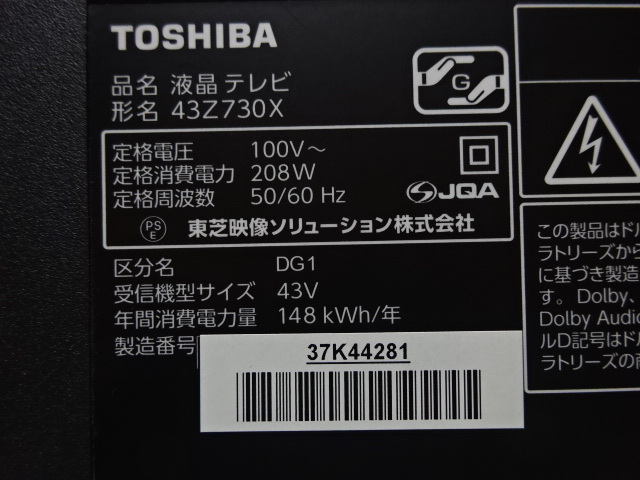 TOSHIBA
品名 液晶テレビ
形名 43Z730X
G
定格電圧 100V～
定格消費電力 208W
定格周波数 50/60 Hz
JQA
PS
E
東芝映像ソリューション株式会社
区分名 DG1
受信機型サイズ 43V
年間消費電力量 148 kWh/年
製造番号
37K44281
この製品はドル
ラトリーズから
に基づき製造
す。Dolby、
Dolby Audio
ルD記号はドル
ラトリーズの商